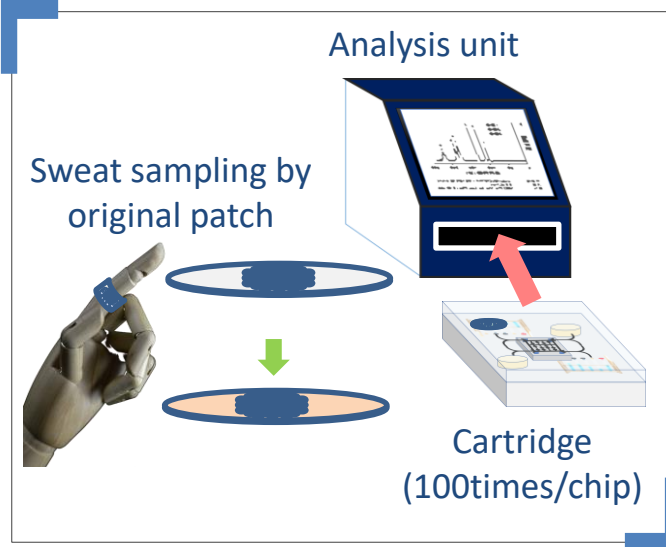 Analysis unit
Sweat sampling by
original patch
Cartridge
(100times/chip)